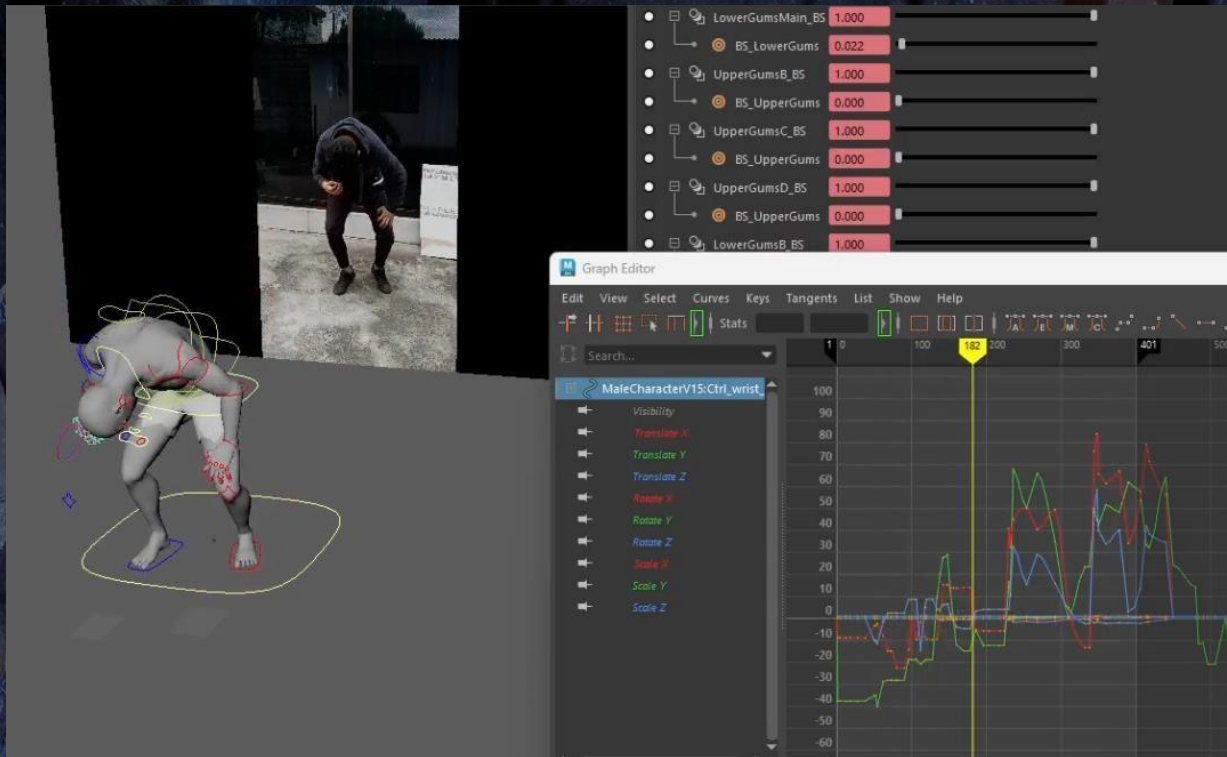 LowerGumsMain_BS 1.000
BS_LowerGums 0.022
UpperGumsB_BS 1.000
BS_UpperGums 0.000
UpperGumsC_BS 1.000
BS_UpperGums 0.000
UpperGumsD_BS 1.000
BS_UpperGums 0.000
LowerGumsB_BS 1.000
M Graph Editor
Edit View Select Curves Keys Tangents List Show Help
Stats
Search...
1 0 100 182 200 300 401 500
MaleCharacterV15:Ctrl_wrist_
Visibility
Translate X
Translate Y
Translate Z
Rotate X
Rotate Y
Rotate Z
Scale X
Scale Y
Scale Z
100
90
80
70
60
50
40
30
20
10
0
-10
-20
-30
-40
-50
-60